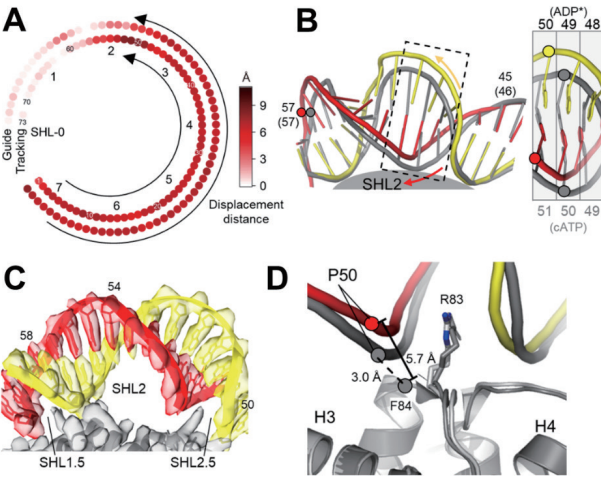 A
60
2
3
1
70
73
SHL-0
Guide
Tracking
4
5
6
7
Å
9
6
3
0
Displacement
distance
B
(ADP*)
50 49 48
57
(57)
45
(46)
SHL2
51 50 49
(cATP)
C
54
58
SHL2
50
SHL1.5
SHL2.5
D
P50
R83
5.7 Å
3.0 Å
F84
H3
H4